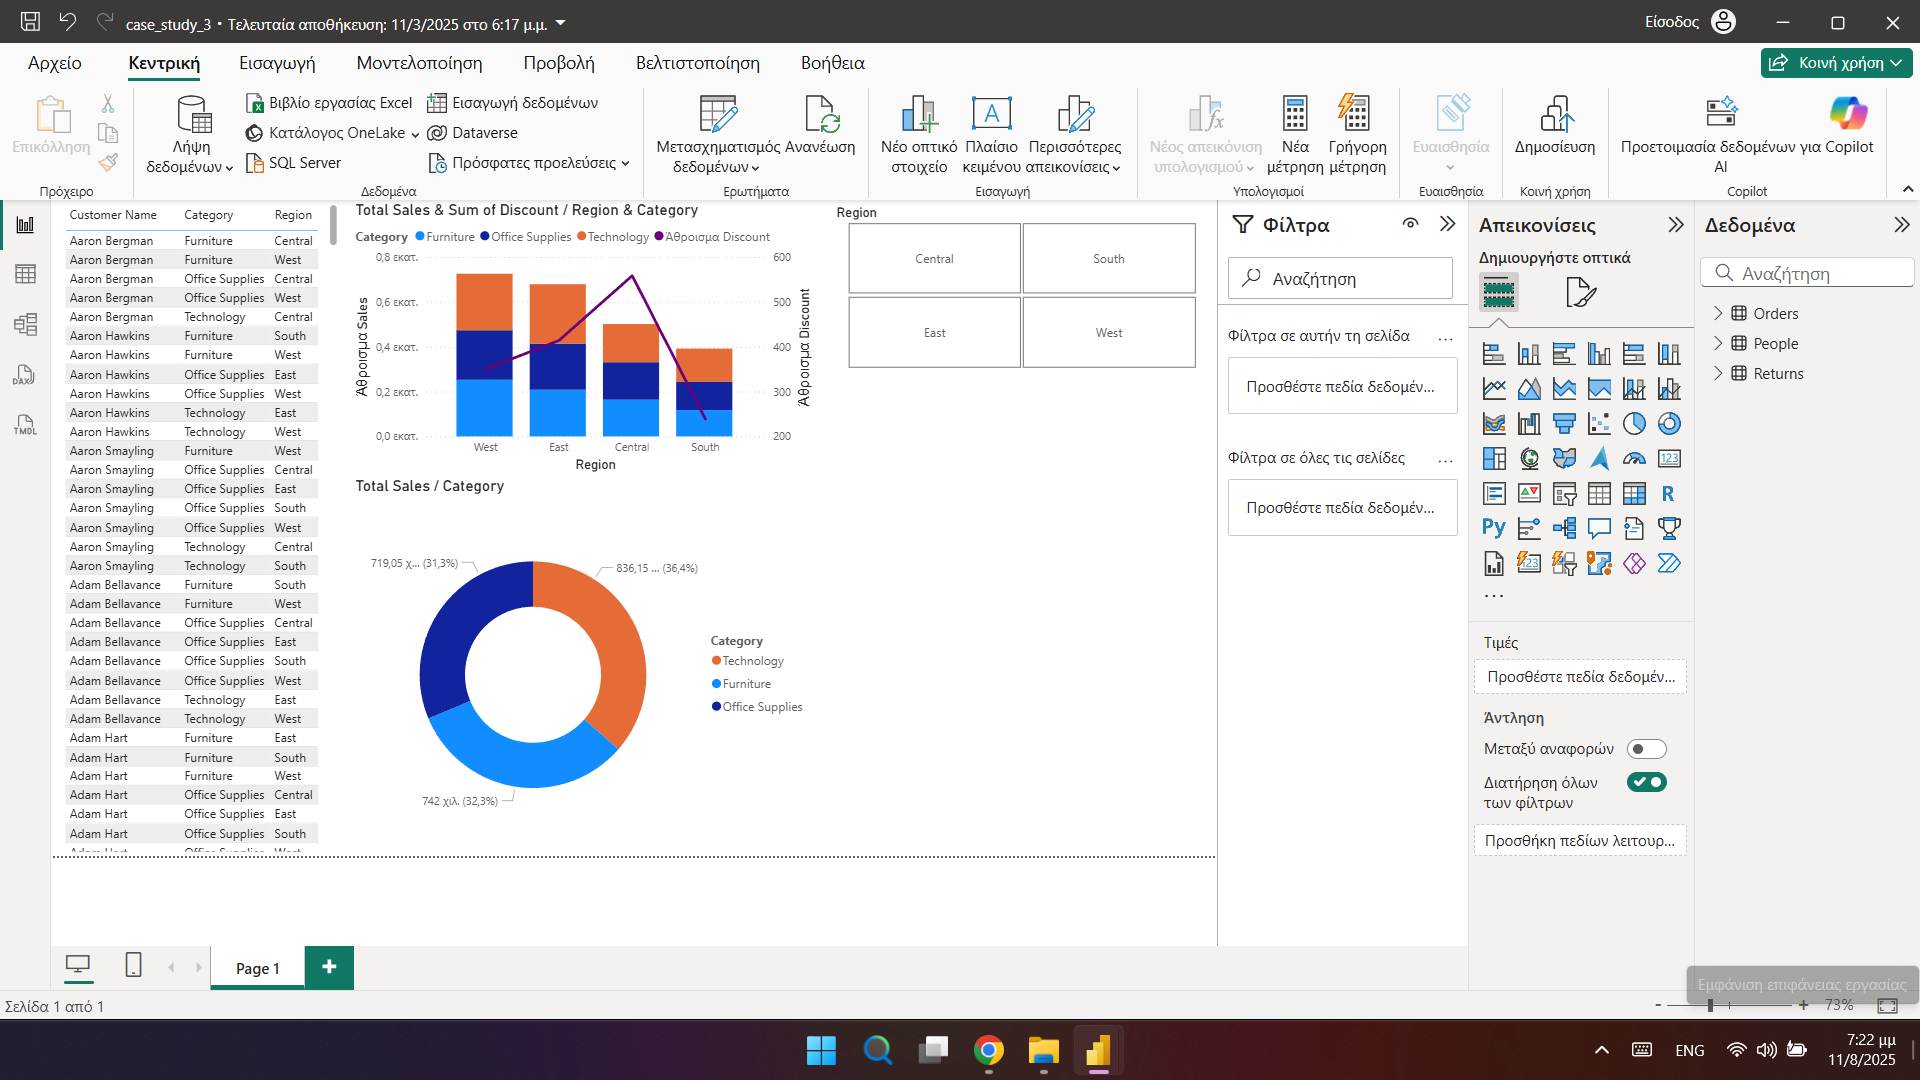 case_study_3 • Τελευταία αποθήκευση: 11/3/2025 στο 6:17 μ.μ.
Είσοδος
Αρχείο Κεντρική Εισαγωγή Μοντελοποίηση Προβολή Βελτιστοποίηση Βοήθεια
Κοινή χρήση
Επικόλληση
Πρόχειρο
Λήψη
δεδομένων
Βιβλίο εργασίας Excel
Κατάλογος OneLake
SQL Server
Εισαγωγή δεδομένων
Dataverse
Πρόσφατες προελεύσεις
Δεδομένα
Μετασχηματισμός
δεδομένων
Ανανέωση
Ερωτήματα
Νέο οπτικό
στοιχείο
Πλαίσιο
κειμένου
Περισσότερες
απεικονίσεις
Εισαγωγή
Νέος απεικόνιση
υπολογισμού
Νέα
μέτρηση
Γρήγορη
μέτρηση
Υπολογισμοί
Ευαισθησία
Ευαισθησία
Δημοσίευση
Κοινή χρήση
Προετοιμασία δεδομένων για
AI
Copilot
Copilot
DAX
TMDL
Customer Name Category Region
Aaron Bergman Furniture Central
Aaron Bergman Furniture West
Aaron Bergman Office Supplies Central
Aaron Bergman Office Supplies West
Aaron Bergman Technology Central
Aaron Hawkins Furniture South
Aaron Hawkins Furniture West
Aaron Hawkins Office Supplies East
Aaron Hawkins Office Supplies West
Aaron Hawkins Technology East
Aaron Hawkins Technology West
Aaron Smayling Furniture West
Aaron Smayling Office Supplies Central
Aaron Smayling Office Supplies East
Aaron Smayling Office Supplies South
Aaron Smayling Office Supplies West
Aaron Smayling Technology Central
Aaron Smayling Technology South
Adam Bellavance Furniture South
Adam Bellavance Furniture West
Adam Bellavance Office Supplies Central
Adam Bellavance Office Supplies East
Adam Bellavance Office Supplies South
Adam Bellavance Office Supplies West
Adam Bellavance Technology East
Adam Bellavance Technology West
Adam Hart Furniture East
Adam Hart Furniture South
Adam Hart Furniture West
Adam Hart Office Supplies Central
Adam Hart Office Supplies East
Adam Hart Office Supplies South
Adam Hart Office Supplies West
Total Sales & Sum of Discount / Region & Category
Category Furniture Office Supplies Technology Άθροισμα Discount
Άθροισμα Sales
0,8 εκατ.
0,6 εκατ.
0,4 εκατ.
0,2 εκατ.
0,0 εκατ.
600
500
400
300
200
Άθροισμα Discount
West East Central South
Region
Total Sales / Category
719,05 χ... (31,3%)
836,15 ... (36,4%)
742 χιλ. (32,3%)
Category
Technology
Furniture
Office Supplies
Region
Central South
East West
Φίλτρα
Αναζήτηση
Φίλτρα σε αυτήν τη σελίδα ...
Προσθέστε πεδία δεδομέν...
Φίλτρα σε όλες τις σελίδες ...
Προσθέστε πεδία δεδομέν...
Απεικονίσεις
Δημιουργήστε οπτικά
123
R
Py
123
...
Τιμές
Προσθέστε πεδία δεδομέν...
Άντληση
Μεταξύ αναφορών
Διατήρηση όλων
των φίλτρων
Προσθήκη πεδίων λειτουρ...
Δεδομένα
Αναζήτηση
Orders
People
Returns
Page 1
Σελίδα 1 από 1
Εμφάνιση επιφάνειας εργασίας
- + 73%
ENG
7:22 μμ
11/8/2025